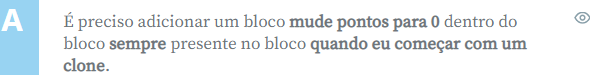 A
É preciso adicionar um bloco mude pontos para 0 dentro do
bloco sempre presente no bloco quando eu começar com um
clone.